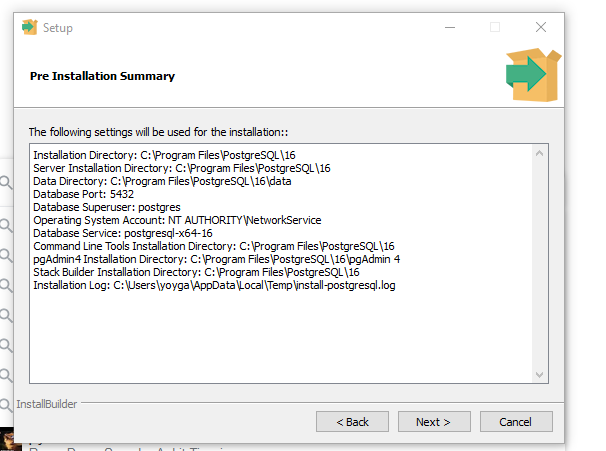 Setup
Pre Installation Summary
The following settings will be used for the installation::
Installation Directory: C:\Program Files\PostgreSQL\16
Server Installation Directory: C:\Program Files\PostgreSQL\16
Data Directory: C:\Program Files\PostgreSQL\16\data
Database Port: 5432
Database Superuser: postgres
Operating System Account: NT AUTHORITY\NetworkService
Database Service: postgresql-x64-16
Command Line Tools Installation Directory: C:\Program Files\PostgreSQL\16
pgAdmin4 Installation Directory: C:\Program Files\PostgreSQL\16\pgAdmin 4
Stack Builder Installation Directory: C:\Program Files\PostgreSQL\16
Installation Log: C:\Users\yoyga\AppData\Local\Temp\install-postgresql.log
InstallBuilder
< Back
Next >
Cancel